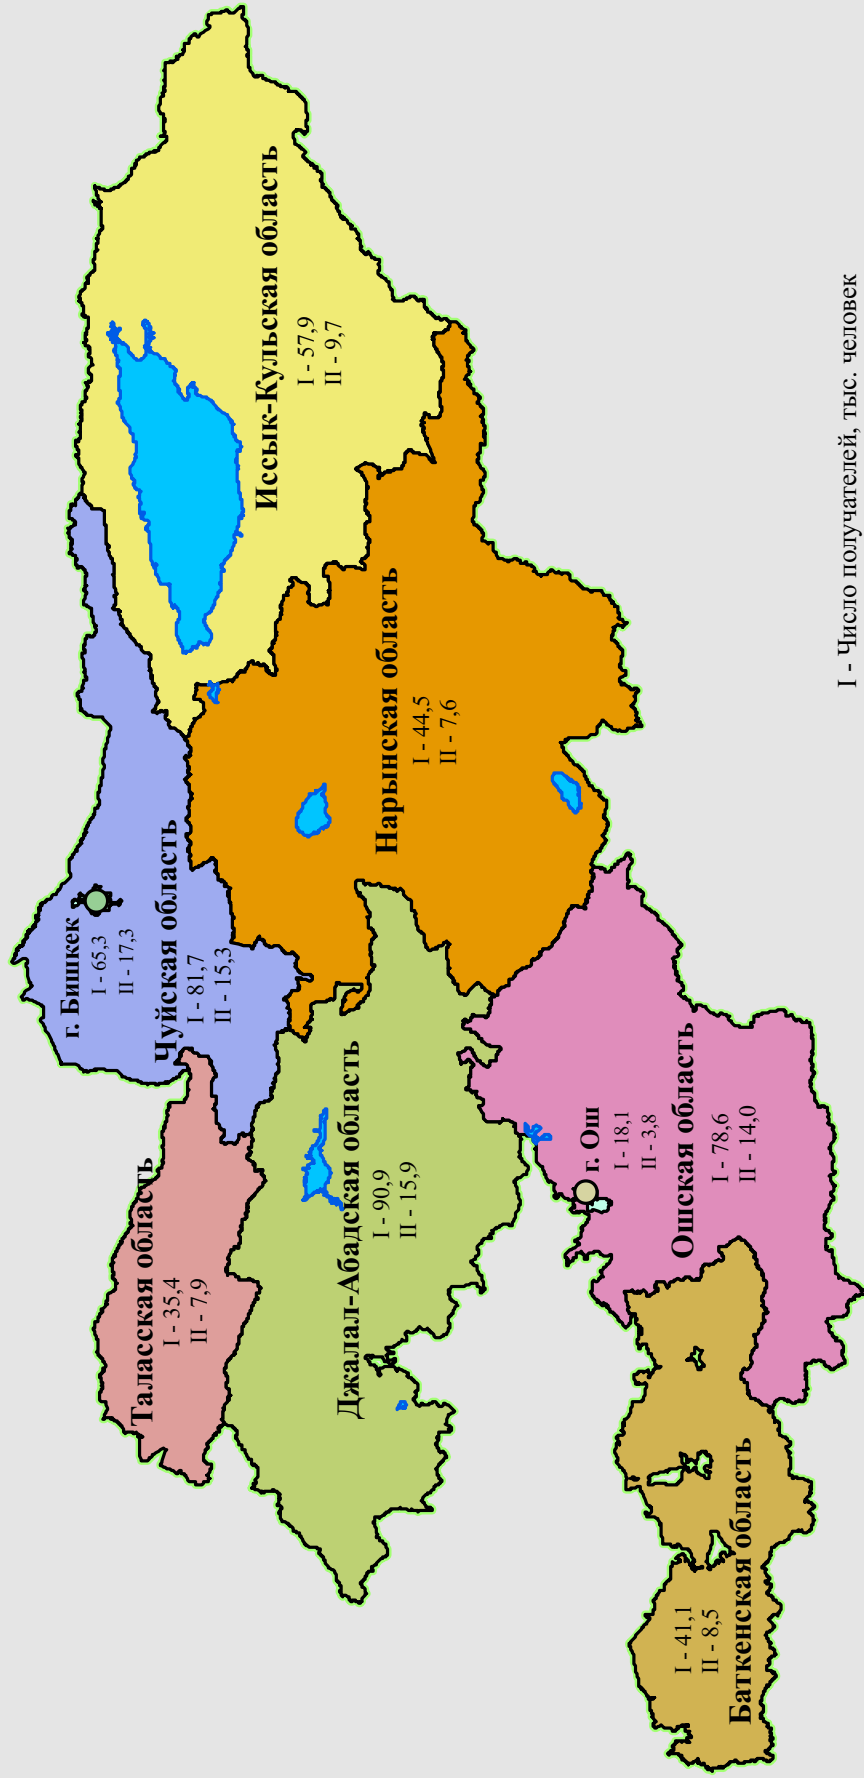 г. Бишкек
I - 65,3
II - 17,3
Чуйская область
I - 81,7
II - 15,3
Таласская область
I - 35,4
II - 7,9
Иссык-Кульская область
I - 57,9
II - 9,7
Джалал-Абадская область
I - 90,9
II - 15,9
Нарынская область
I - 44,5
II - 7,6
г. Ош
I - 18,1
II - 3,8
Ошская область
I - 78,6
II - 14,0
I - 41,1
II - 8,5
Баткенская область
I - Число получателей, тыс. человек